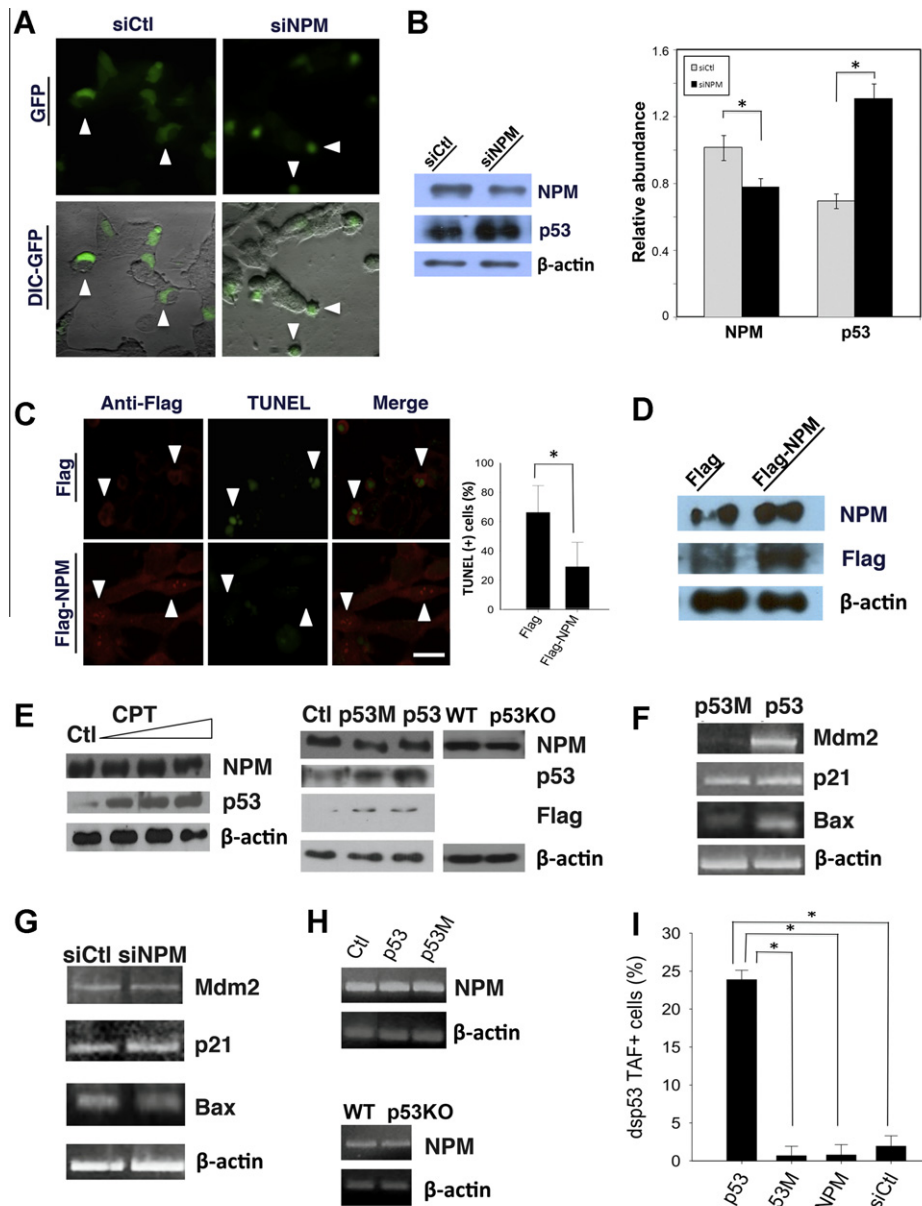 A
siCtl
siNPM
GFP
DIC-GFP
B
siCtl
siNPM
NPM
p53
β-actin
Relative abundance
1.6
1.2
0.8
0.4
0
siCtl
siNPM
*
*
NPM
p53
C
Anti-Flag
TUNEL
Merge
Flag
Flag-NPM
TUNEL (+) cells (%)
100
80
60
40
20
0
*
Flag
Flag-NPM
D
Flag
Flag-NPM
NPM
Flag
β-actin
E
Ctl
CPT
NPM
p53
β-actin
Ctl p53M p53
WT p53KO
NPM
p53
Flag
β-actin
F
p53M p53
Mdm2
p21
Bax
β-actin
G
siCtl siNPM
Mdm2
p21
Bax
β-actin
H
Ctl
p53
p53M
NPM
β-actin
WT p53KO
NPM
β-actin
I
dsp53 TAF+ cells (%)
30
25
20
15
10
5
0
*
*
*
p53
53M
NPM
siCtl